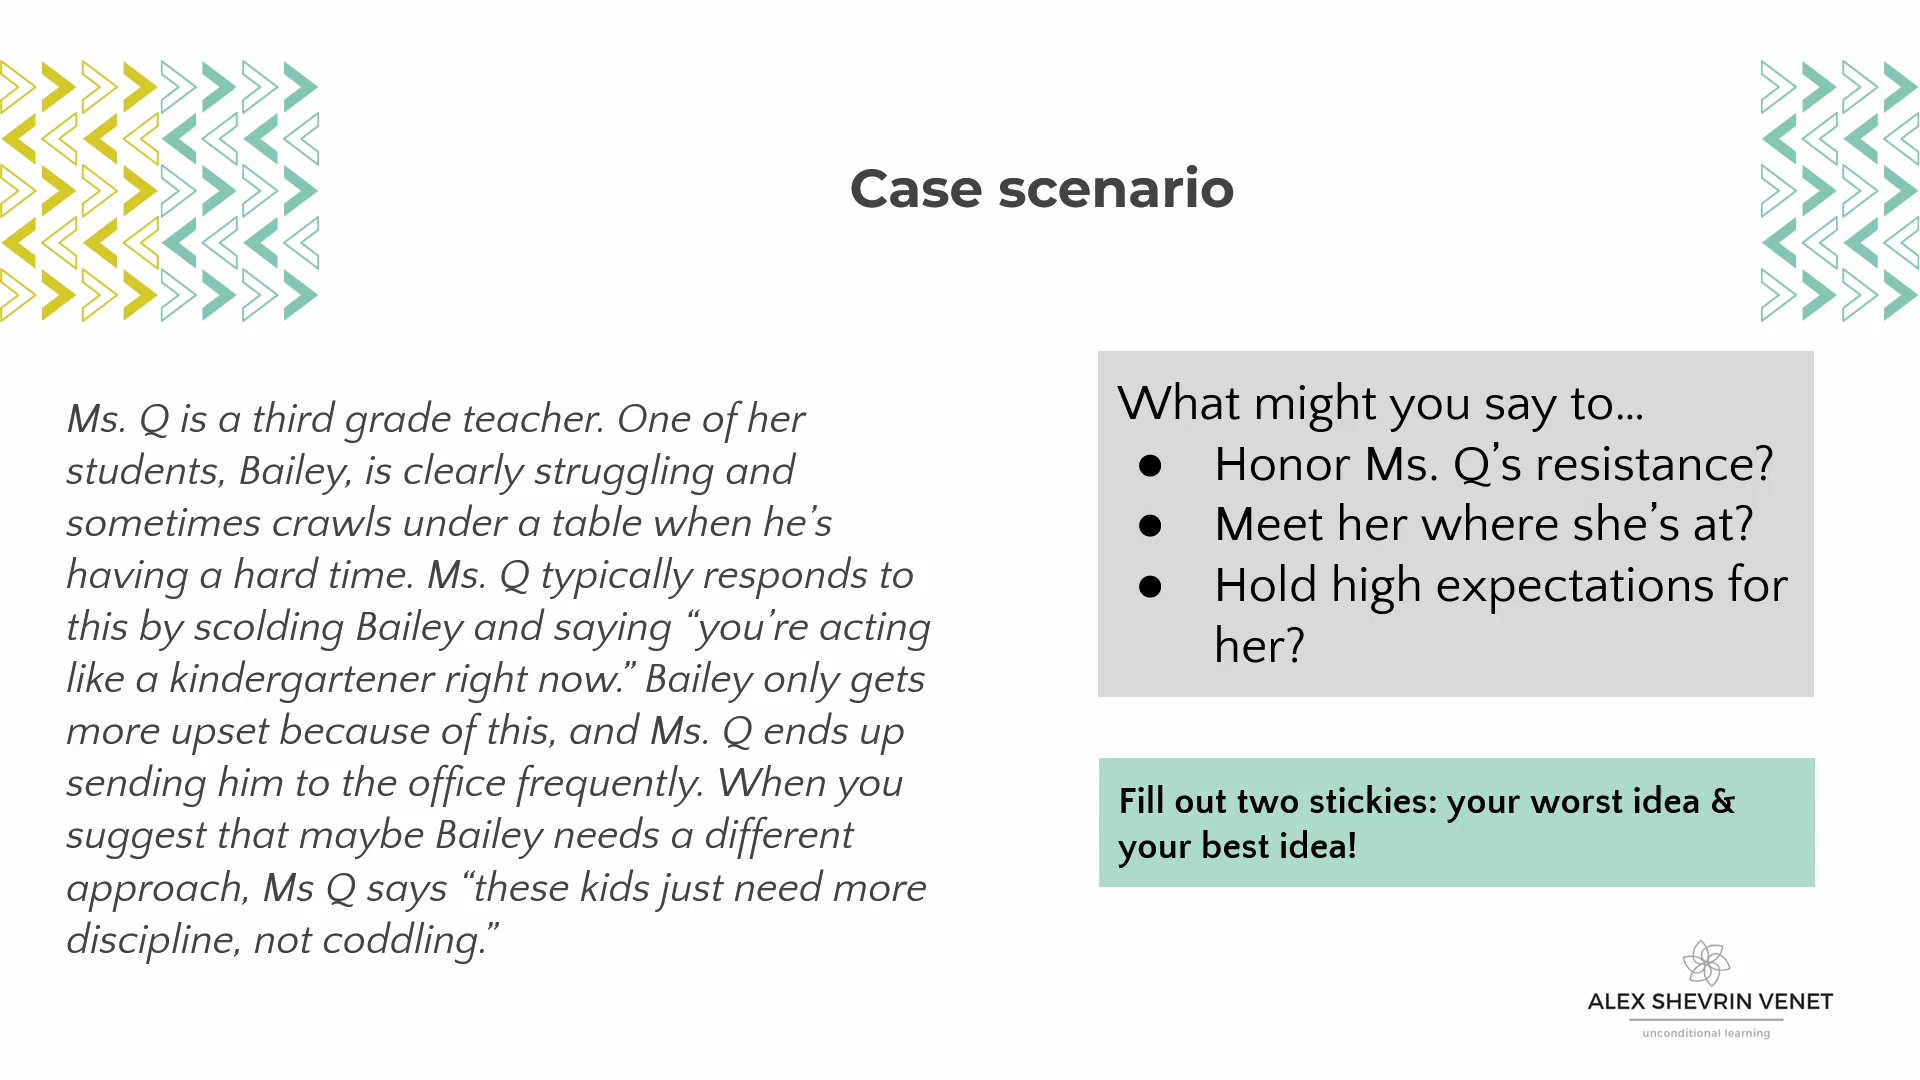 Case scenario
Ms. Q is a third grade teacher. One of her
students, Bailey, is clearly struggling and
sometimes crawls under a table when he’s
having a hard time. Ms. Q typically responds to
this by scolding Bailey and saying “you’re acting
like a kindergartener right now.” Bailey only gets
more upset because of this, and Ms. Q ends up
sending him to the office frequently. When you
suggest that maybe Bailey needs a different
approach, Ms Q says “these kids just need more
discipline, not coddling.”
What might you say to...
● Honor Ms. Q’s resistance?
● Meet her where she’s at?
● Hold high expectations for
her?
Fill out two stickies: your worst idea &
your best idea!
ALEX SHEVRIN VENET
unconditional learning